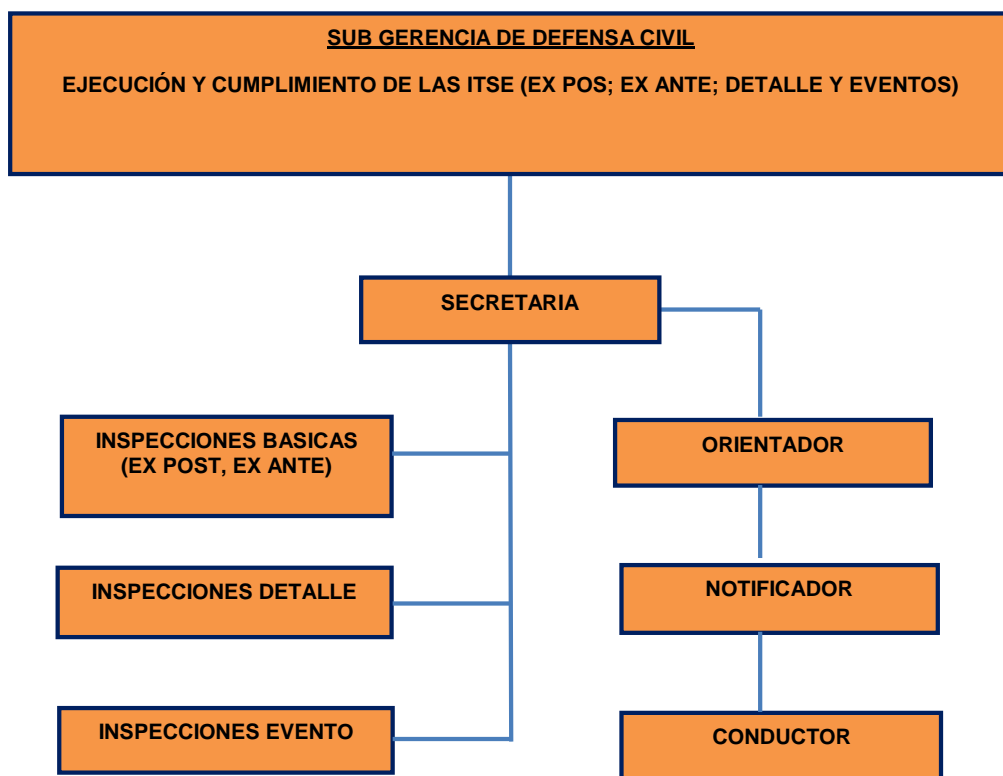 SUB GERENCIA DE DEFENSA CIVIL
EJECUCIÓN Y CUMPLIMIENTO DE LAS ITSE (EX POS; EX ANTE; DETALLE Y EVENTOS)
SECRETARIA
INSPECCIONES BASICAS
(EX POST, EX ANTE)
ORIENTADOR
INSPECCIONES DETALLE
NOTIFICADOR
INSPECCIONES EVENTO
CONDUCTOR